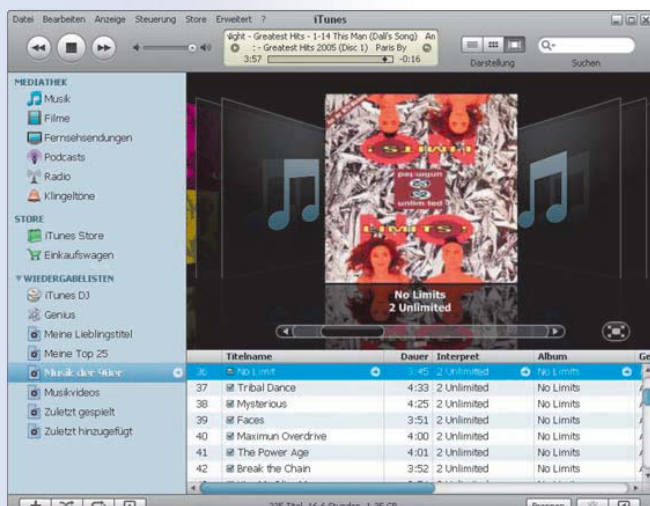 Datei Bearbeiten Anzeige Steuerung Store Erweitert ? iTunes
- Greatest Hits - 1-14 This Man (Dalí's Song) An
: - Greatest Hits 2005 (Disc 1) Paris By
3:57 -0:16
Darstellung Suchen
MEDIATHEK
Musik
Filme
Fernsehsendungen
Podcasts
Radio
Klingeltöne
STORE
iTunes Store
Einkaufswagen
WIEDERGABELISTEN
iTunes DJ
Genius
Meine Lieblingstitel
Meine Top 25
Musik der 90er
Musikvideos
Zuletzt gespielt
Zuletzt hinzugefügt
LIMITS!
unlimited
No Limits
2 Unlimited
Titelname Dauer Interpret Album Ge
36 No Limit 3:45 2 Unlimited No Limits
37 Tribal Dance 4:33 2 Unlimited No Limits
38 Mysterious 4:25 2 Unlimited No Limits
39 Faces 3:51 2 Unlimited No Limits
40 Maximun Overdrive 4:00 2 Unlimited No Limits
41 The Power Age 4:01 2 Unlimited No Limits
42 Break the Chain 3:52 2 Unlimited No Limits